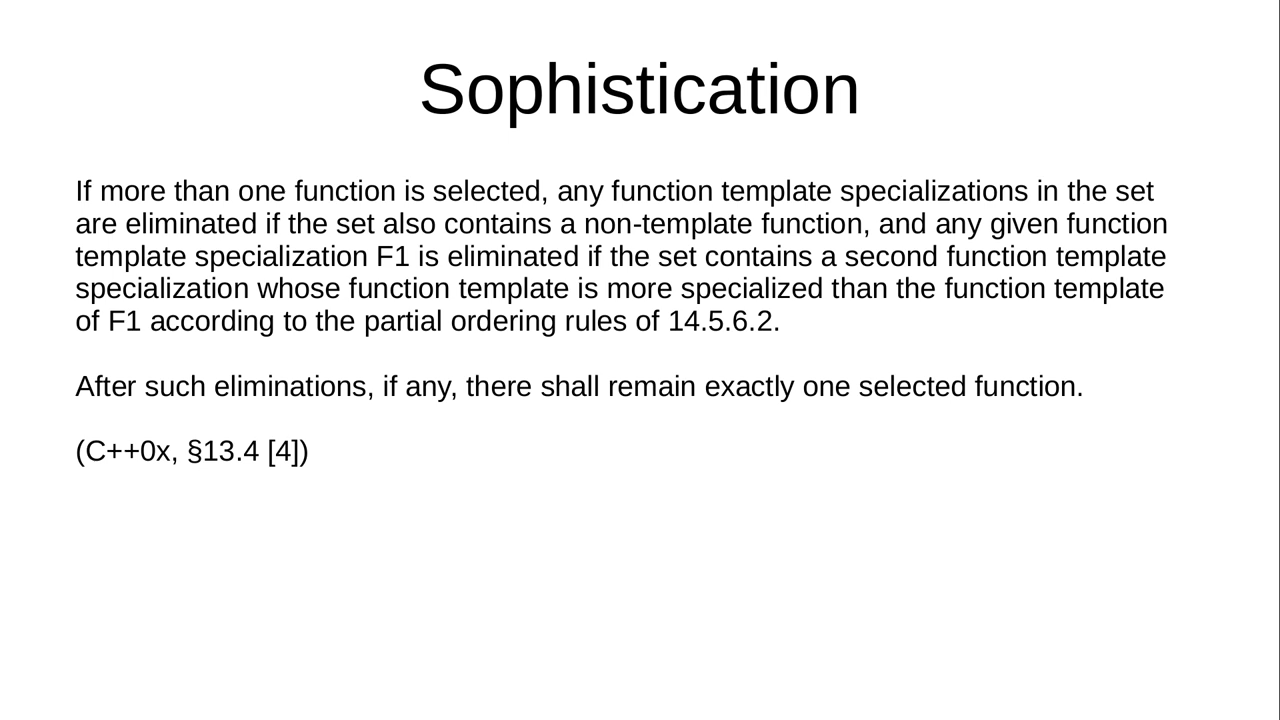 Sophistication
If more than one function is selected, any function template specializations in the set
are eliminated if the set also contains a non-template function, and any given function
template specialization F1 is eliminated if the set contains a second function template
specialization whose function template is more specialized than the function template
of F1 according to the partial ordering rules of 14.5.6.2.
After such eliminations, if any, there shall remain exactly one selected function.
(C++0x, §13.4 [4])